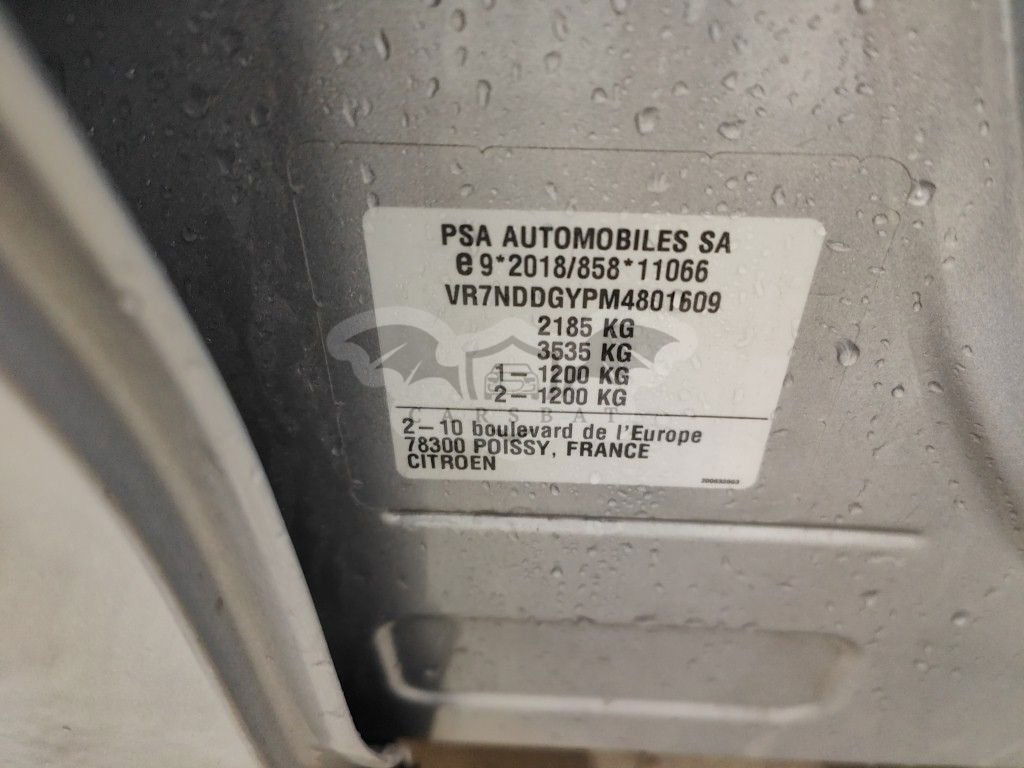 PSA AUTOMOBILES SA
e9*2018/858*11066
VR7NDDGYPM4801609
2185 KG
3535 KG
1– 1200 KG
2– 1200 KG
CARSBAT
2–10 boulevard de l'Europe
78300 POISSY, FRANCE
CITROEN